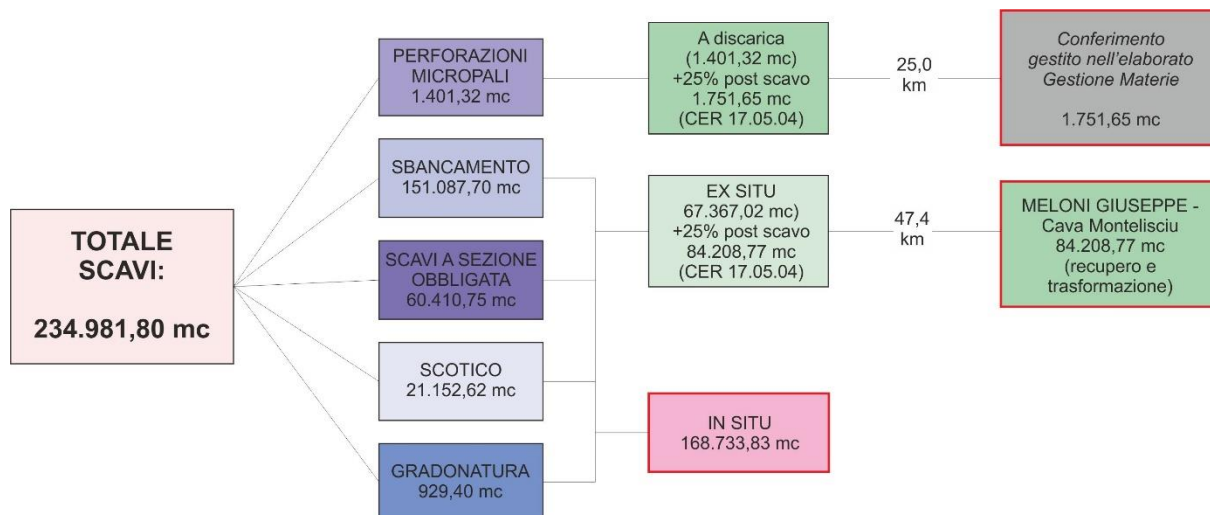 TOTALE
SCAVI:
234.981,80 mc
PERFORAZIONI
MICROPALI
1.401,32 mc
SBANCAMENTO
151.087,70 mc
SCAVI A SEZIONE
OBBLIGATA
60.410,75 mc
SCOTICO
21.152,62 mc
GRADONATURA
929,40 mc
A discarica
(1.401,32 mc)
+25% post scavo
1.751,65 mc
(CER 17.05.04)
EX SITU
67.367,02 mc)
+25% post scavo
84.208,77 mc
(CER 17.05.04)
IN SITU
168.733,83 mc
25,0
km
47,4
km
Conferimento
gestito nell'elaborato
Gestione Materie
1.751,65 mc
MELONI GIUSEPPE -
Cava Montelisciu
84.208,77 mc
(recupero e
trasformazione)